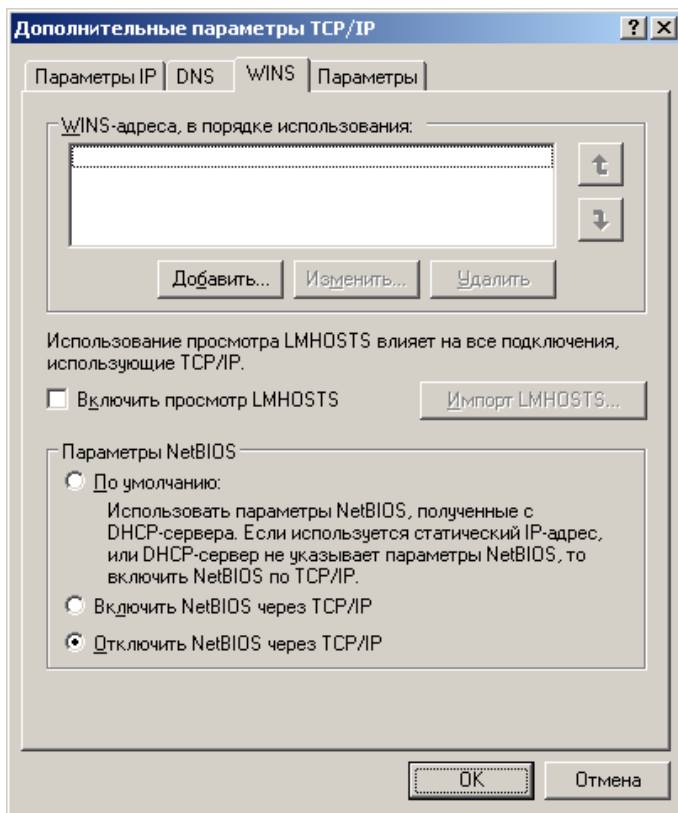 Дополнительные параметры TCP/IP
Параметры IP DNS WINS Параметры
WINS-адреса, в порядке использования:
Добавить... Изменить... Удалить
Использование просмотра LMHOSTS влияет на все подключения,
использующие TCP/IP.
Включить просмотр LMHOSTS Импорт LMHOSTS...
Параметры NetBIOS
По умолчанию:
Использовать параметры NetBIOS, полученные с
DHCP-сервера. Если используется статический IP-адрес,
или DHCP-сервер не указывает параметры NetBIOS, то
включить NetBIOS по TCP/IP.
Включить NetBIOS через TCP/IP
Отключить NetBIOS через TCP/IP
OK Отмена